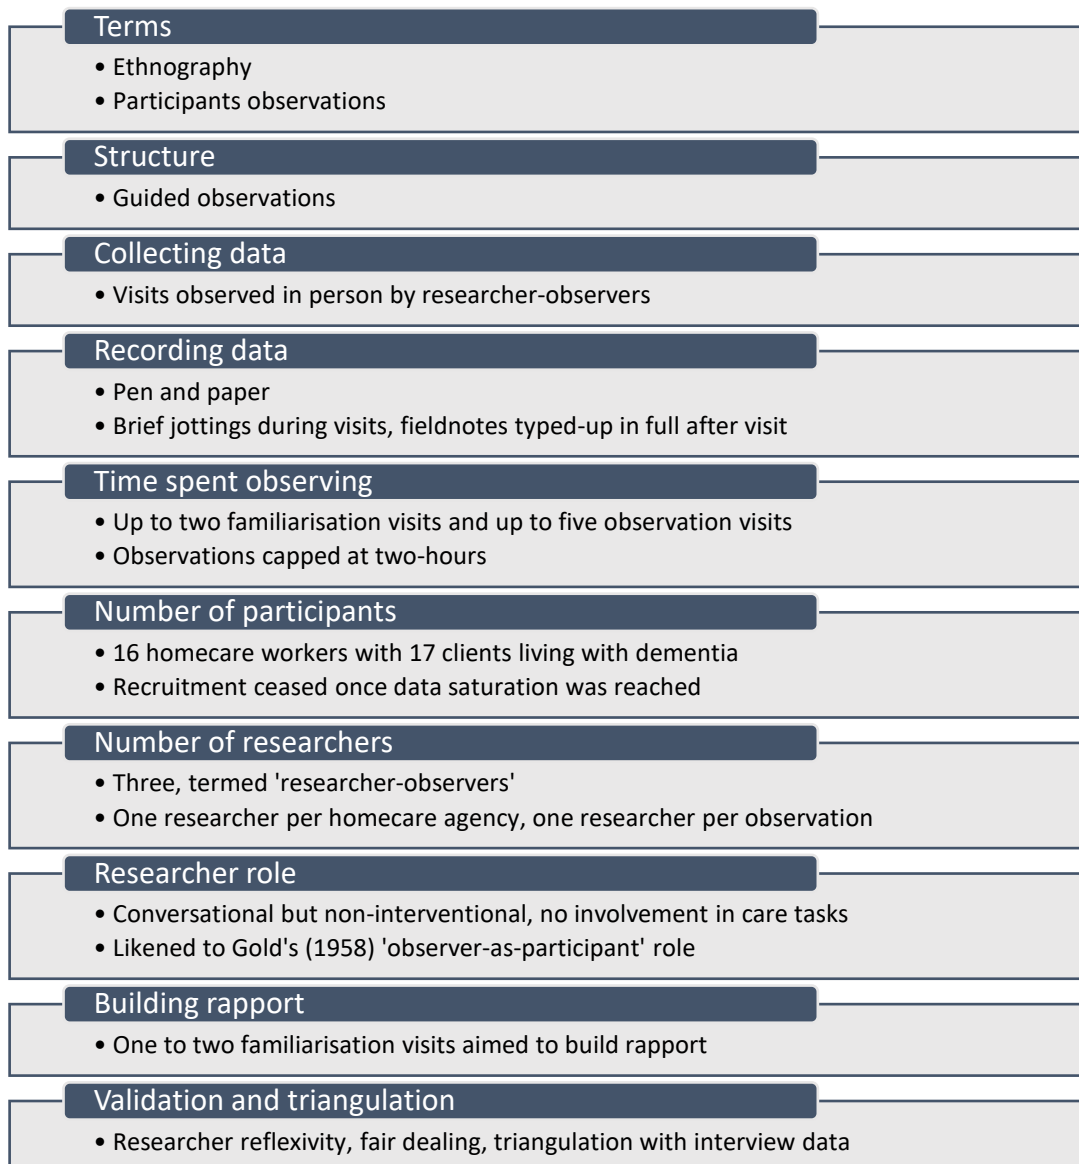 Terms
• Ethnography
• Participants observations
Structure
• Guided observations
Collecting data
• Visits observed in person by researcher-observers
Recording data
• Pen and paper
• Brief jottings during visits, fieldnotes typed-up in full after visit
Time spent observing
• Up to two familiarisation visits and up to five observation visits
• Observations capped at two-hours
Number of participants
• 16 homecare workers with 17 clients living with dementia
• Recruitment ceased once data saturation was reached
Number of researchers
• Three, termed 'researcher-observers'
• One researcher per homecare agency, one researcher per observation
Researcher role
• Conversational but non-interventional, no involvement in care tasks
• Likened to Gold's (1958) 'observer-as-participant' role
Building rapport
• One to two familiarisation visits aimed to build rapport
Validation and triangulation
• Researcher reflexivity, fair dealing, triangulation with interview data